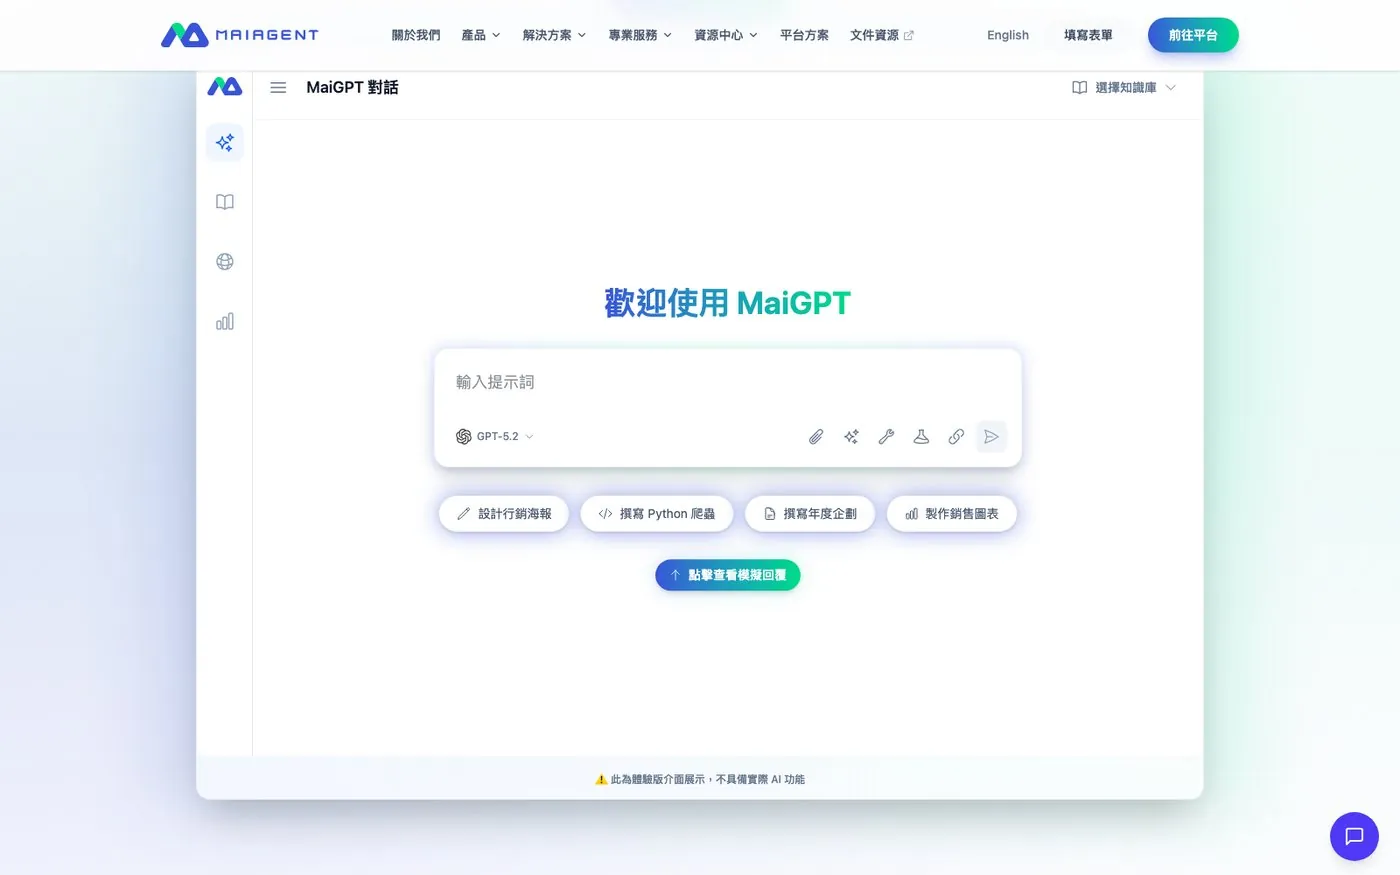 MAIAGENT
關於我們
產品
解決方案
專業服務
資源中心
平台方案
文件資源
English
填寫表單
前往平台
MaiGPT 對話
選擇知識庫
歡迎使用 MaiGPT
輸入提示詞
GPT-5.2
設計行銷海報
撰寫 Python 爬蟲
撰寫年度企劃
製作銷售圖表
點擊查看模擬回覆
此為體驗版介面展示，不具備實際 AI 功能